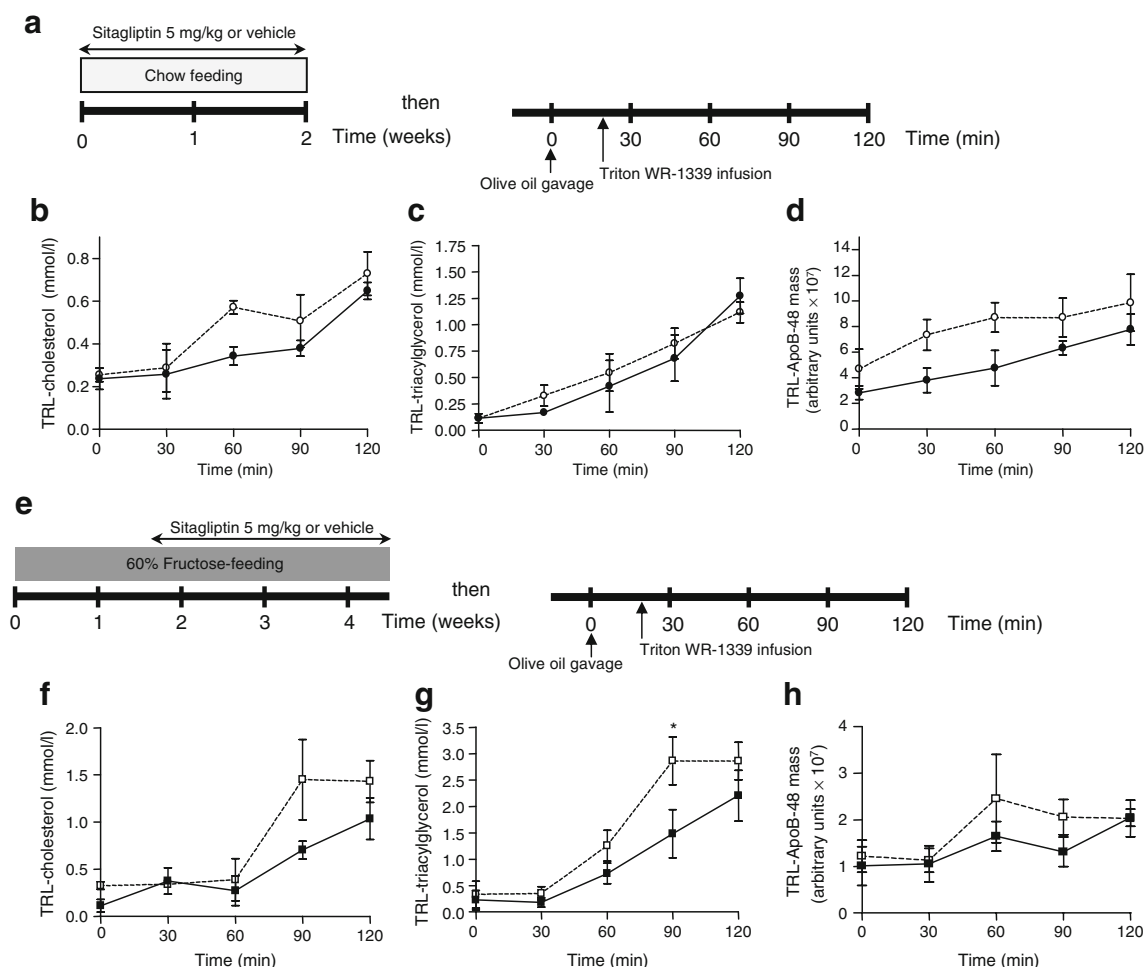 a
Sitagliptin 5 mg/kg or vehicle
Chow feeding
0 1 2 Time (weeks)
then
0 30 60 90 120 Time (min)
Olive oil gavage
Triton WR-1339 infusion
b
TRL-cholesterol (mmol/l)
0.8
0.6
0.4
0.2
0.0
0 30 60 90 120
Time (min)
c
TRL-triacylglycerol (mmol/l)
1.75
1.50
1.25
1.00
0.75
0.50
0.25
0.00
0 30 60 90 120
Time (min)
d
TRL-ApoB-48 mass
(arbitrary units × 10⁷)
14
12
10
8
6
4
2
0
0 30 60 90 120
Time (min)
e
Sitagliptin 5 mg/kg or vehicle
60% Fructose-feeding
0 1 2 3 4 Time (weeks)
then
0 30 60 90 120 Time (min)
Olive oil gavage
Triton WR-1339 infusion
f
TRL-cholesterol (mmol/l)
2.0
1.5
1.0
0.5
0.0
0 30 60 90 120
Time (min)
g
TRL-triacylglycerol (mmol/l)
3.5
3.0
2.5
2.0
1.5
1.0
0.5
0.0
*
0 30 60 90 120
Time (min)
h
TRL-ApoB-48 mass
(arbitrary units × 10⁷)
4
3
2
1
0
0 30 60 90 120
Time (min)